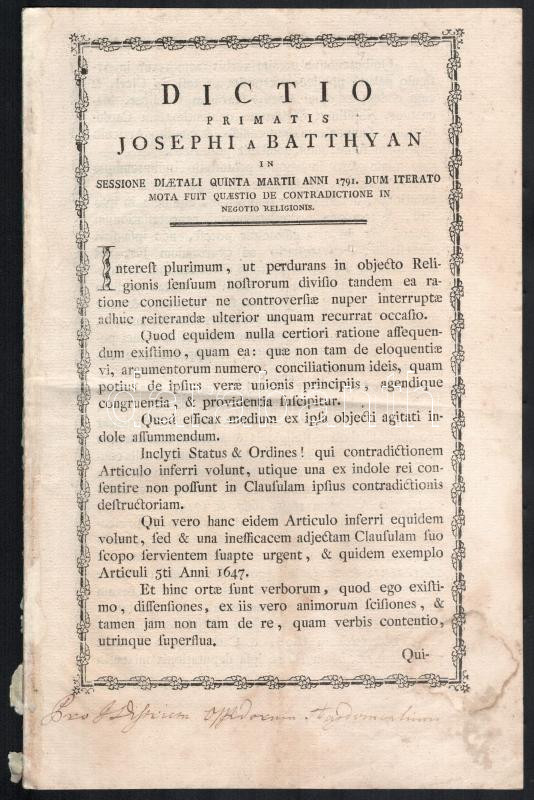 DICTIO
PRIMATIS
JOSEPHI A BATTHYAN
IN
SESSIONE DIÆTALI QUINTA MARTII ANNI 1791. DUM ITERATO
MOTA FUIT QUÆSTIO DE CONTRADICTIONE IN
NEGOTIO RELIGIONIS.
Intereſt plurimum, ut perdurans in objecto Reli-
gionis ſenſuum noſtrorum diviſio tandem ea ra-
tione concilietur ne controverſiæ nuper interruptæ
adhuc reiterandæ ulterior unquam recurrat occaſio.
Quod equidem nulla certiori ratione aſſequen-
dum exiſtimo, quam ea: quæ non tam de eloquentiæ
vi, argumentorum numero, conciliationum ideis, quam
potius de ipſius veræ unionis principiis, agendique
congruentia, & providentia ſuſcipitur.
Quod efficax medium ex ipſa objecti agitati in-
dole aſſummendum.
Inclyti Status & Ordines! qui contradictionem
Articulo inferri volunt, utique una ex indole rei con-
ſentire non poſſunt in Clauſulam ipſius contradictionis
deſtructoriam.
Qui vero hanc eidem Articulo inferri equidem
volunt, ſed & una inefficacem adjectam Clauſulam ſuo
ſcopo ſervientem ſuapte urgent, & quidem exemplo
Articuli 5ti Anni 1647.
Et hinc ortæ ſunt verborum, quod ego exiſti-
mo, diſſenſiones, ex iis vero animorum ſciſiones, &
tamen jam non tam de re, quam verbis contentio,
utrinque ſuperflua.
Qui-
Pro Oppidorum